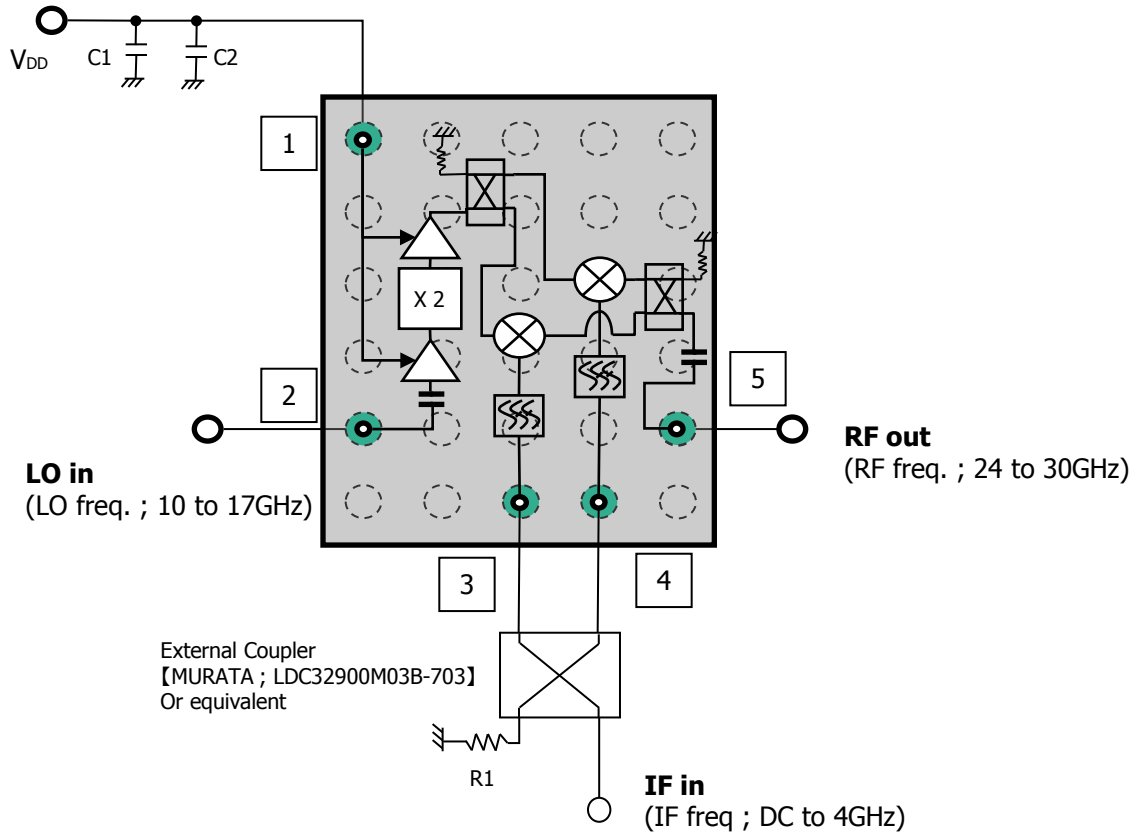 VDD
C1
C2
1
X 2
2
5
LO in
(LO freq. ; 10 to 17GHz)
RF out
(RF freq. ; 24 to 30GHz)
3
4
External Coupler
【MURATA ; LDC32900M03B-703】
Or equivalent
R1
IF in
(IF freq ; DC to 4GHz)